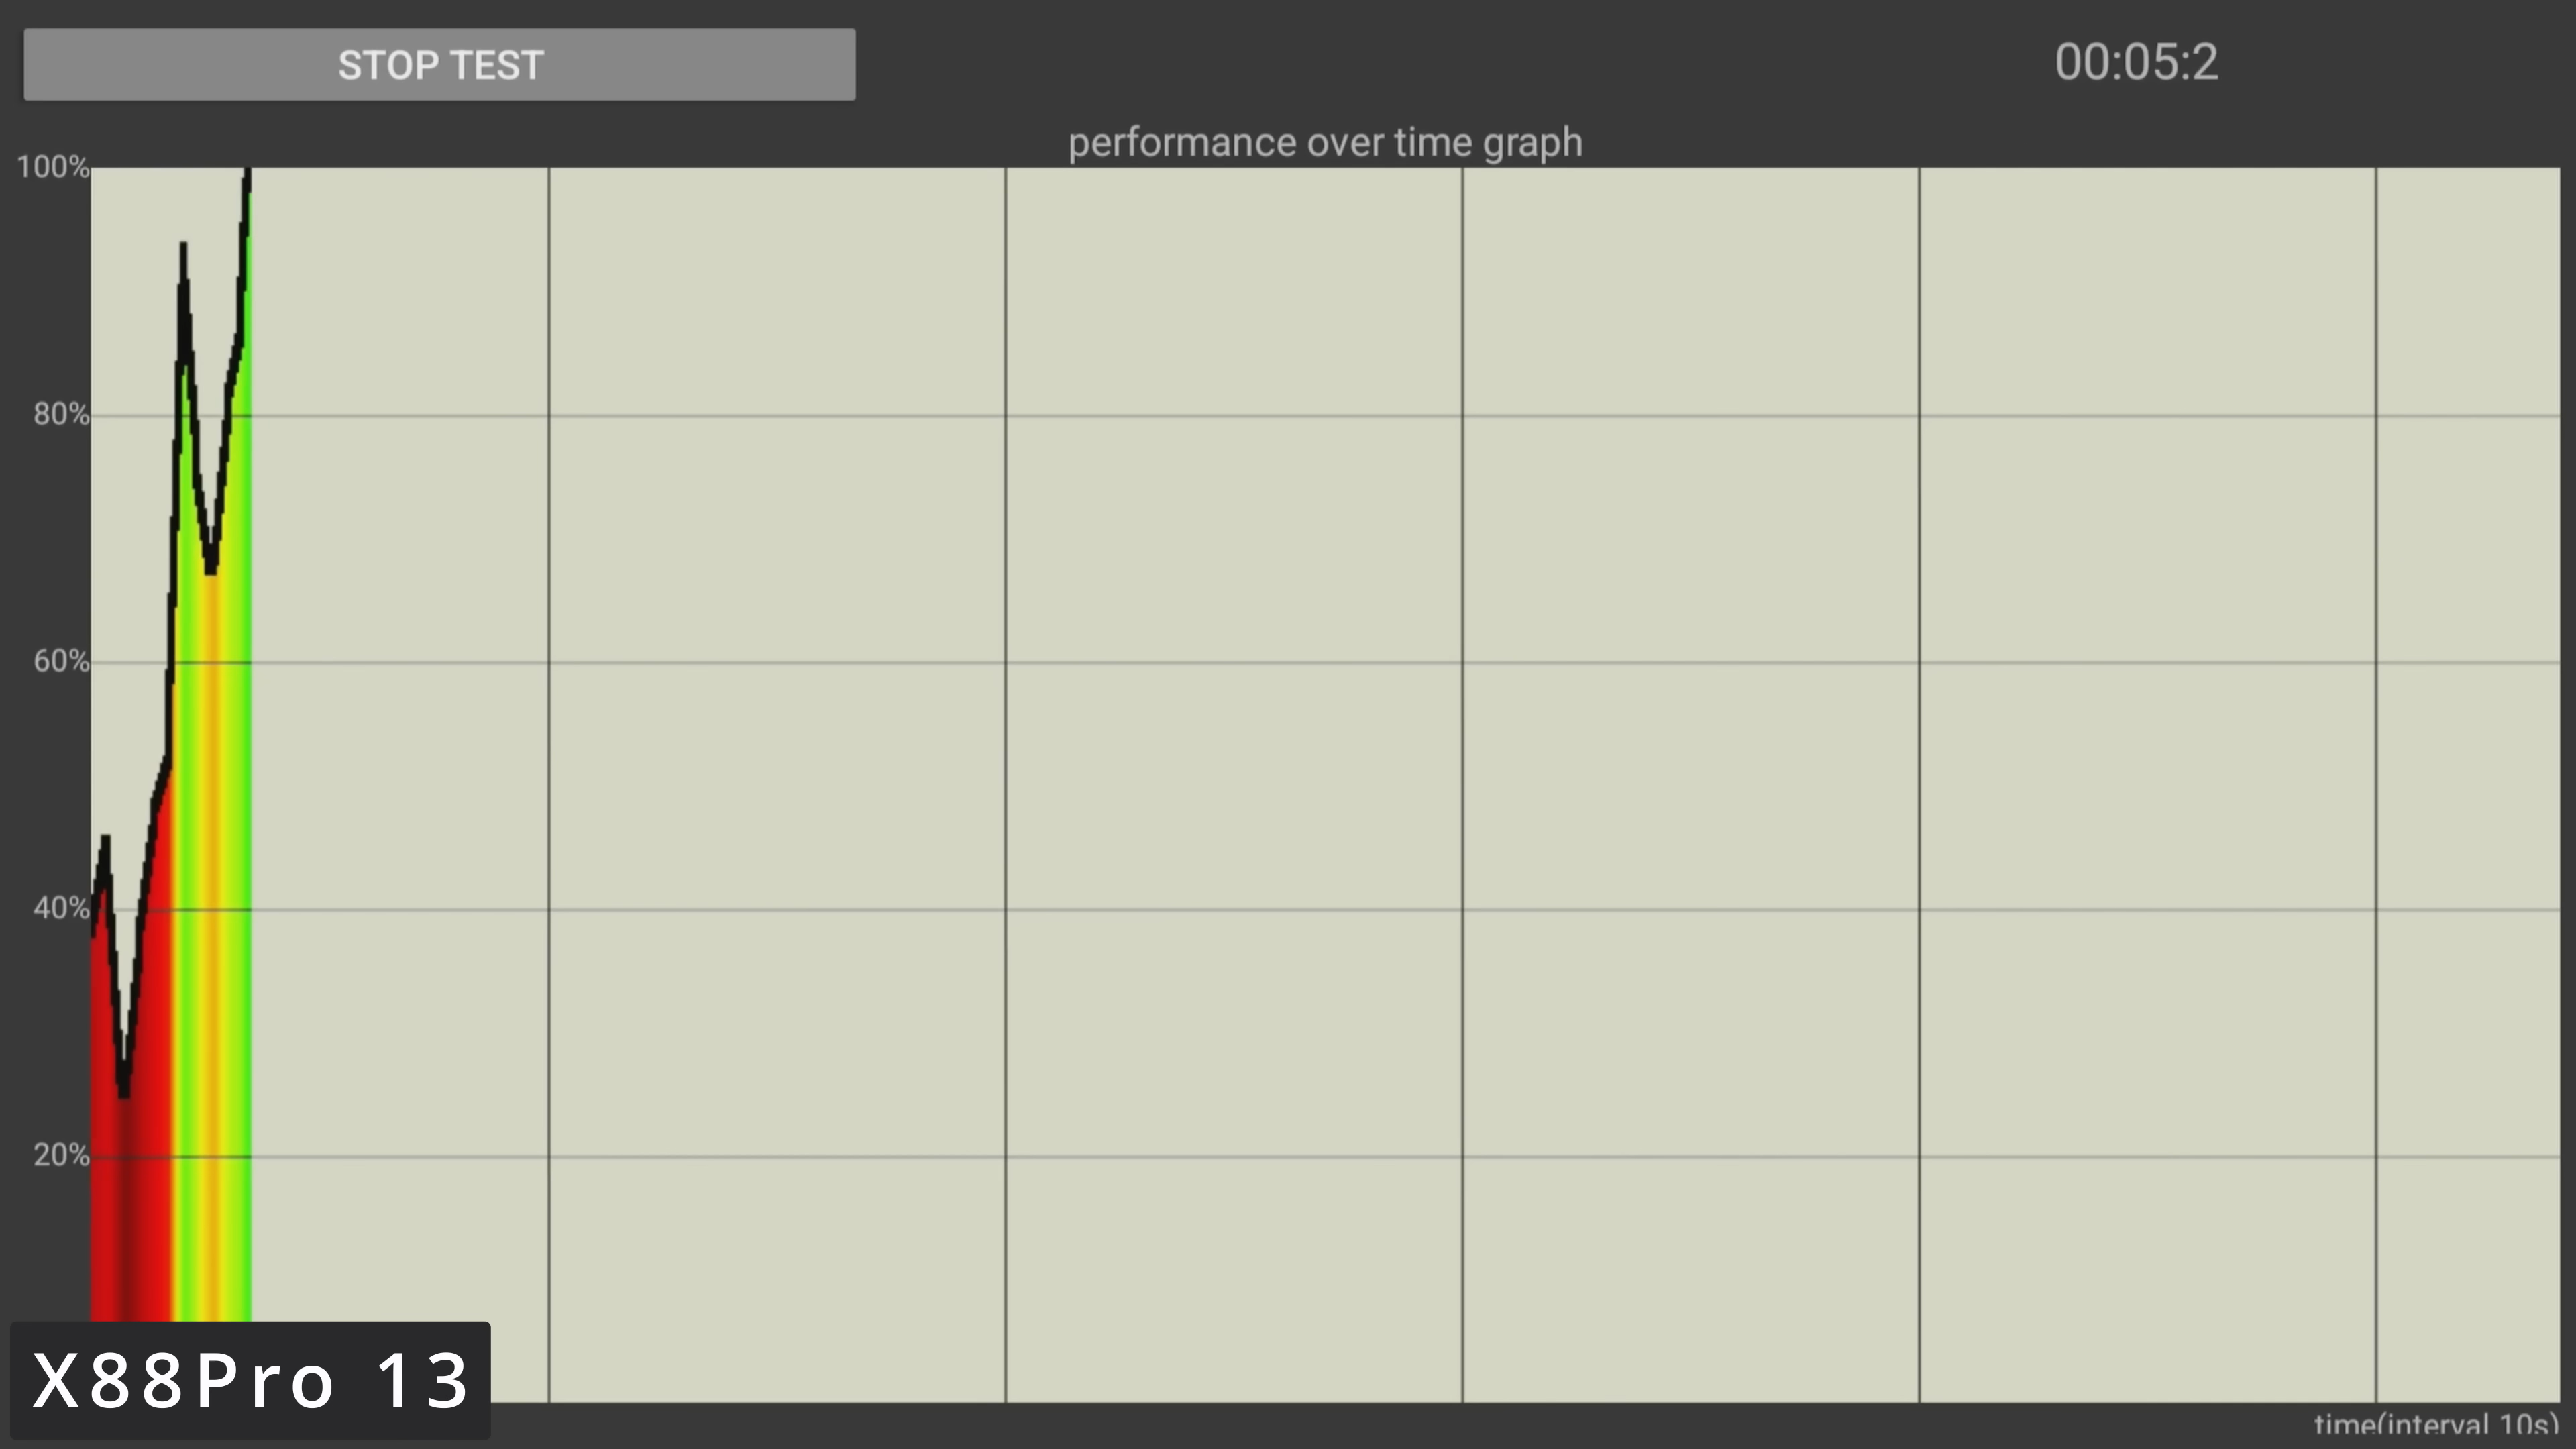 STOP TEST
00:05:2
performance over time graph
100%
80%
60%
40%
20%
X88Pro 13
time(interval 10s)